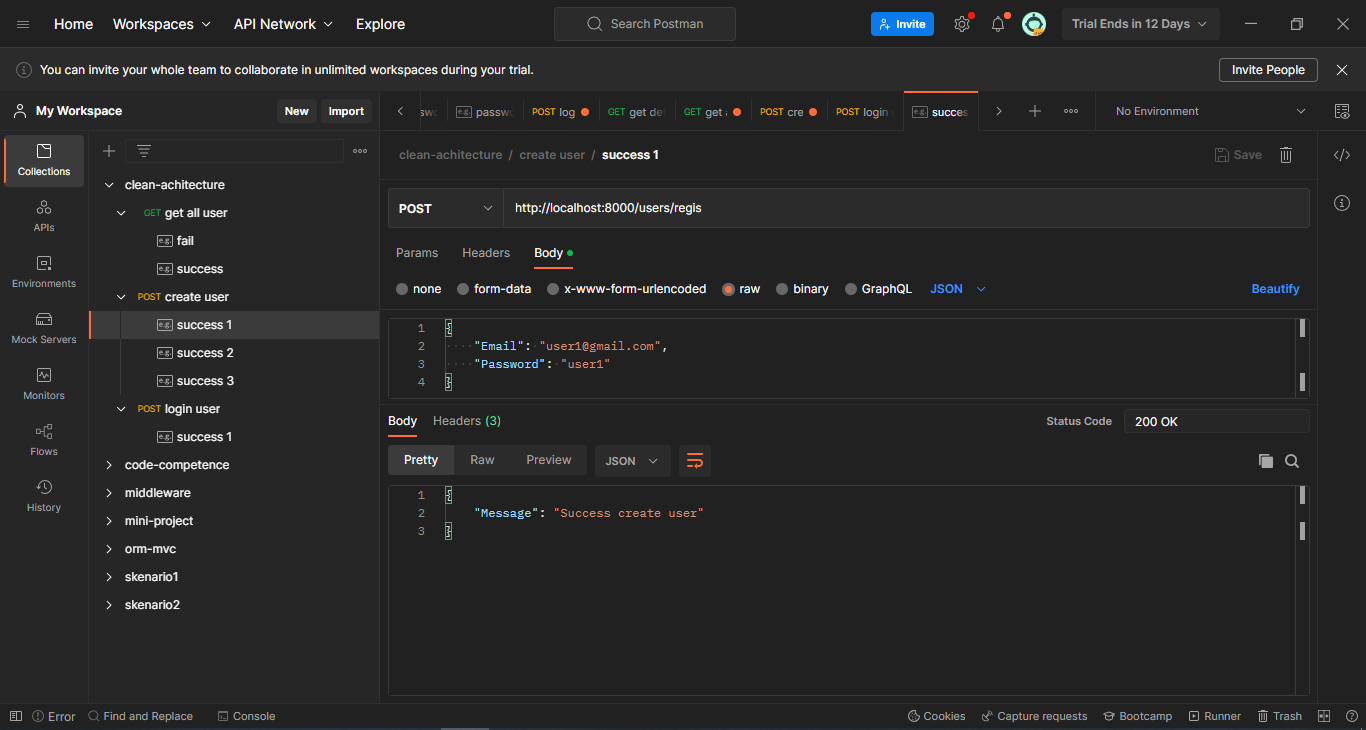 Home Workspaces API Network Explore Search Postman Invite Trial Ends in 12 Days
You can invite your whole team to collaborate in unlimited workspaces during your trial. Invite People
My Workspace New Import
passwo POST log GET get de GET get POST cre POST login succes No Environment
Collections
APIs
Environments
Mock Servers
Monitors
Flows
History
clean-achitecture
GET get all user
e.g. fail
e.g. success
POST create user
e.g. success 1
e.g. success 2
e.g. success 3
POST login user
e.g. success 1
code-competence
middleware
mini-project
orm-mvc
skenario1
skenario2
clean-achitecture / create user / success 1 Save
POST http://localhost:8000/users/regis
Params Headers Body
none form-data x-www-form-urlencoded raw binary GraphQL JSON Beautify
1 {
2 "Email": "user1@gmail.com",
3 "Password": "user1"
4 }
Body Headers (3) Status Code 200 OK
Pretty Raw Preview JSON
1 {
2 "Message": "Success create user"
3 }
Error Find and Replace Console Cookies Capture requests Bootcamp Runner Trash